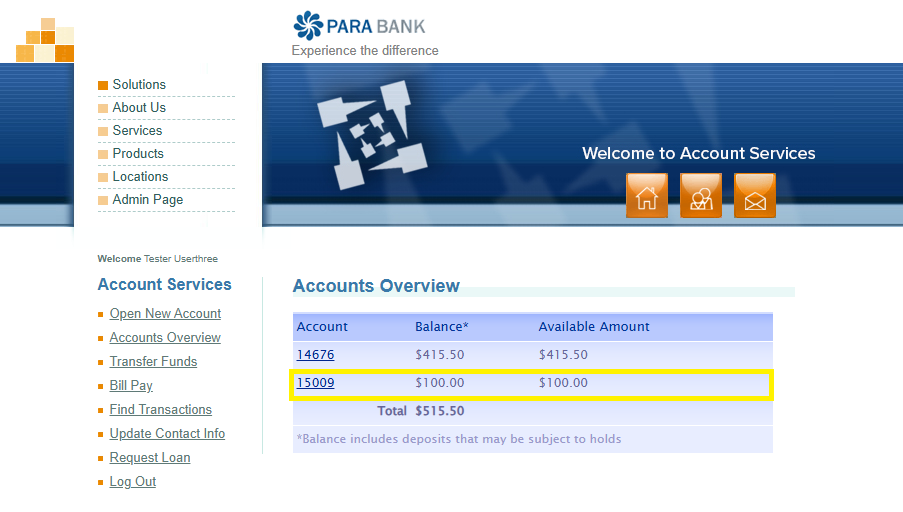 PARA BANK
Experience the difference
Solutions
About Us
Services
Products
Locations
Admin Page
Welcome to Account Services
Welcome Tester Userthree
Account Services
Open New Account
Accounts Overview
Transfer Funds
Bill Pay
Find Transactions
Update Contact Info
Request Loan
Log Out
Accounts Overview
Account Balance* Available Amount
14676 $415.50 $415.50
15009 $100.00 $100.00
Total $515.50
*Balance includes deposits that may be subject to holds